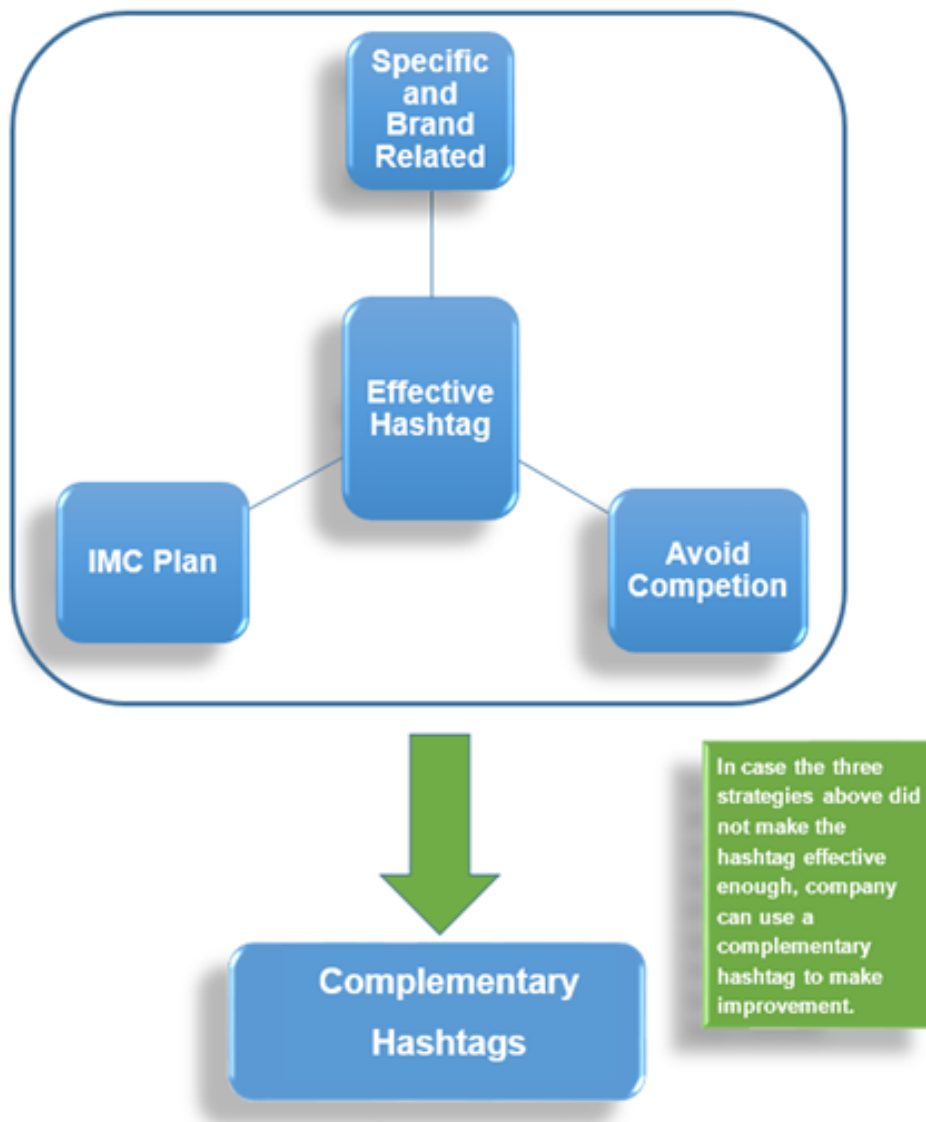 Specific
and
Brand
Related
Effective
Hashtag
IMC Plan
Avoid
Competion
In case the three
strategies above did
not make the
hashtag effective
enough, company
can use a
complementary
hashtag to make
improvement.
Complementary
Hashtags